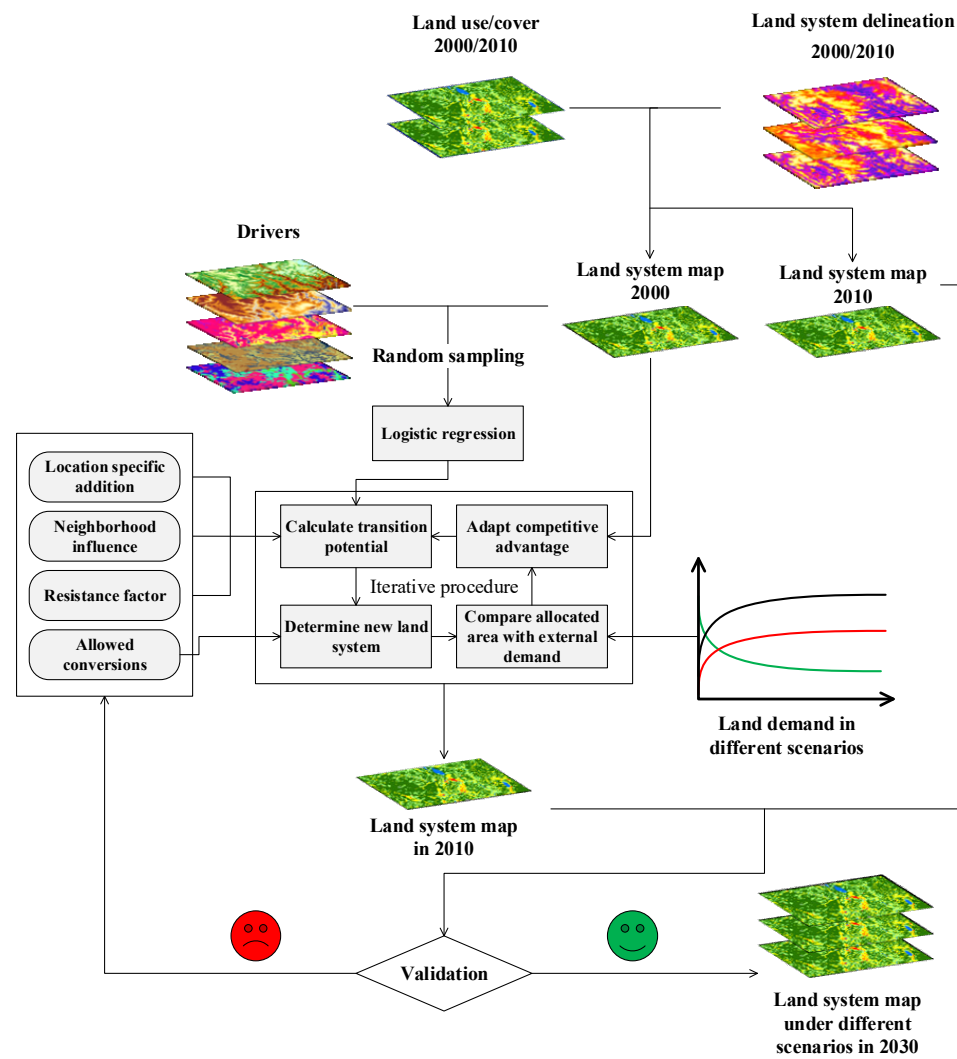 Land use/cover
2000/2010
Land system delineation
2000/2010
Drivers
Land system map
2000
Land system map
2010
Random sampling
Logistic regression
Location specific
addition
Neighborhood
influence
Resistance factor
Allowed
conversions
Calculate transition
potential
Adapt competitive
advantage
Iterative procedure
Determine new land
system
Compare allocated
area with external
demand
Land demand in
different scenarios
Land system map
in 2010
Validation
Land system map
under different
scenarios in 2030